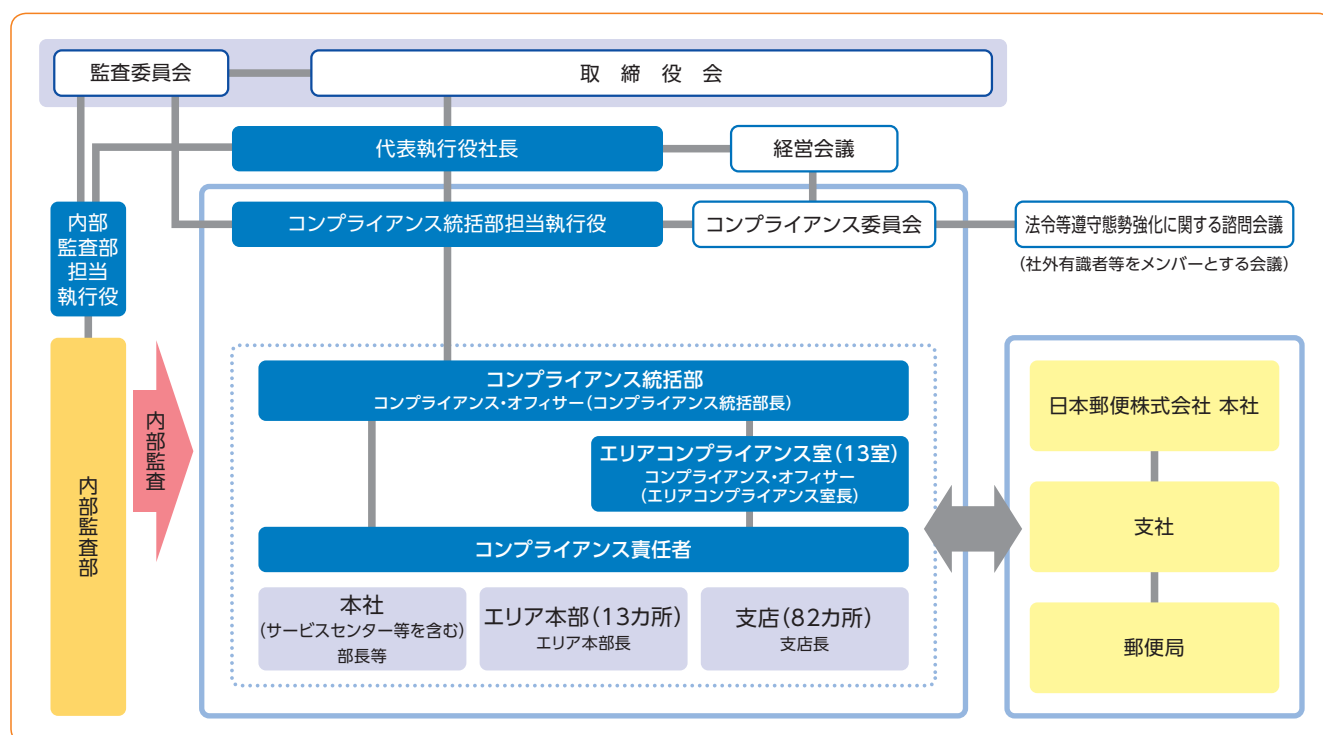 監査委員会
取締役会
代表執行役社長
経営会議
内部
監査部
担当
執行役
コンプライアンス統括部担当執行役
コンプライアンス委員会
法令等遵守態勢強化に関する諮問会議
(社外有識者等をメンバーとする会議)
内部監査部
内部監査
コンプライアンス統括部
コンプライアンス・オフィサー(コンプライアンス統括部長)
エリアコンプライアンス室(13室)
コンプライアンス・オフィサー
(エリアコンプライアンス室長)
コンプライアンス責任者
本社
(サービスセンター等を含む)
部長等
エリア本部(13カ所)
エリア本部長
支店(82カ所)
支店長
日本郵便株式会社 本社
支社
郵便局